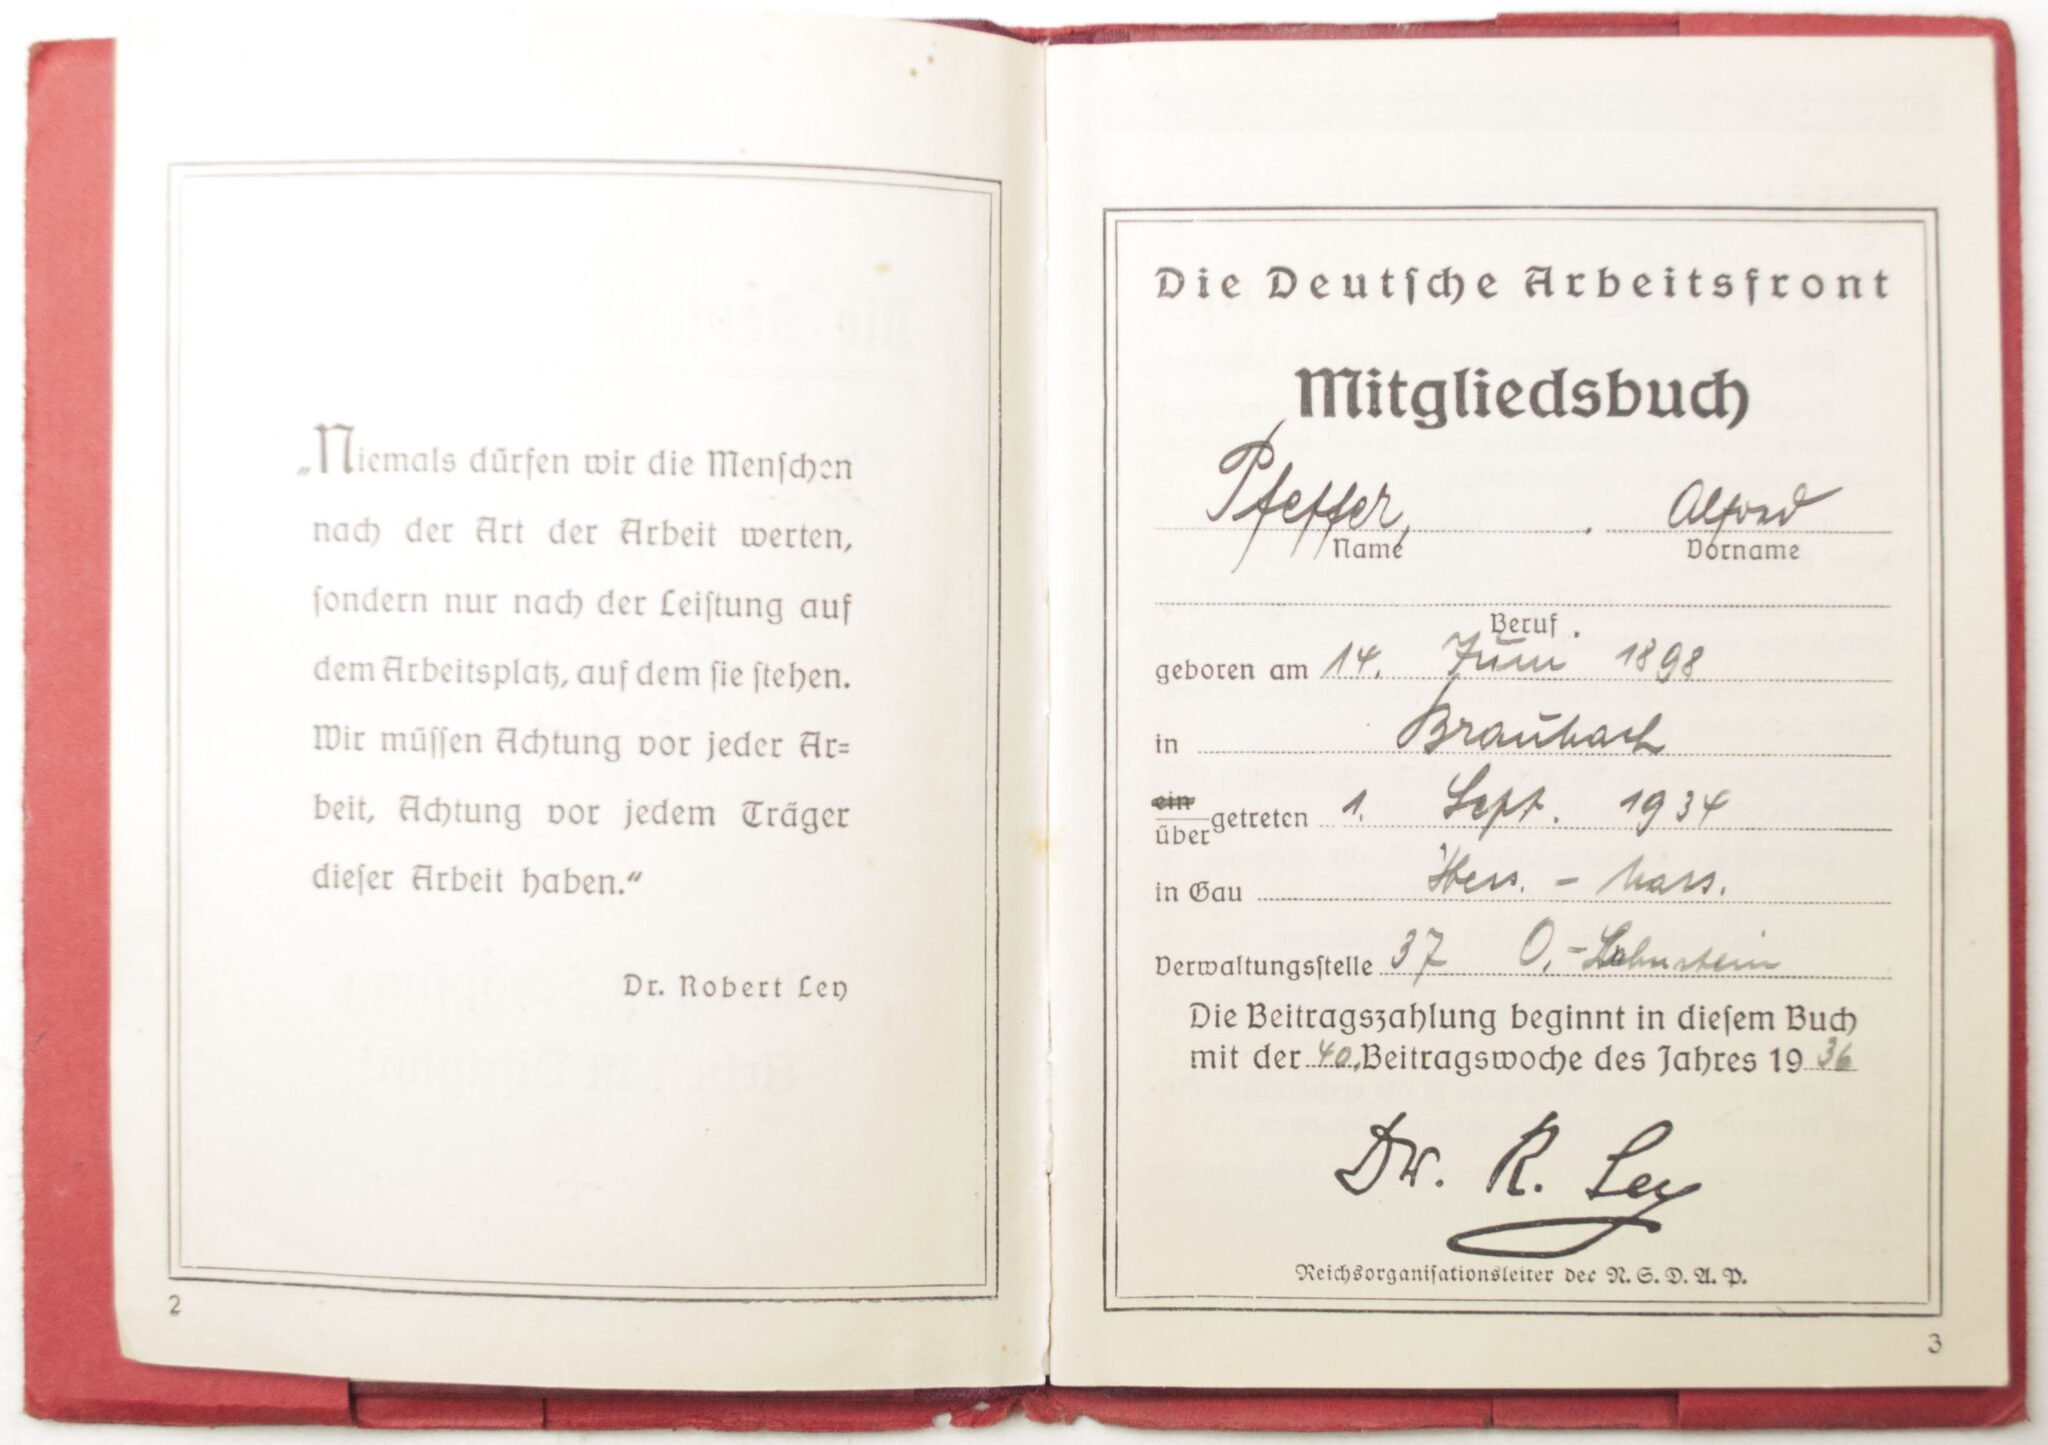 „Niemals dürfen wir die Menschen
nach der Art der Arbeit werten,
sondern nur nach der Leistung auf
dem Arbeitsplatz, auf dem sie stehen.
Wir müssen Achtung vor jeder Ar=
beit, Achtung vor jedem Träger
dieser Arbeit haben.“
Dr. Robert Ley
2
Die Deutsche Arbeitsfront
Mitgliedsbuch
Pfeffer, Alfred
Name Vorname
Beruf
geboren am 14. Juni 1898
in Braubach
ein
über getreten 1. Sept. 1934
in Gau Hess. - Nass.
Verwaltungsstelle 37 O.-Lahnstein
Die Beitragszahlung beginnt in diesem Buch
mit der 40. Beitragswoche des Jahres 1936
Dr. R. Ley
Reichsorganisationsleiter der N. S. D. A. P.
3